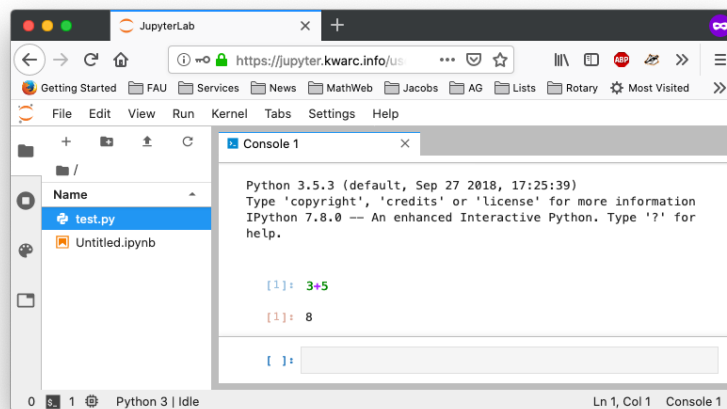 JupyterLab
https://jupyter.kwarc.info/us
ABP
Getting Started FAU Services News MathWeb Jacobs AG Lists Rotary Most Visited
File Edit View Run Kernel Tabs Settings Help
Console 1
/
Name
test.py
Untitled.ipynb
Python 3.5.3 (default, Sep 27 2018, 17:25:39)
Type 'copyright', 'credits' or 'license' for more information
IPython 7.8.0 -- An enhanced Interactive Python. Type '?' for
help.
[1]: 3+5
[1]: 8
[ ]:
0 1 Python 3 | Idle Ln 1, Col 1 Console 1